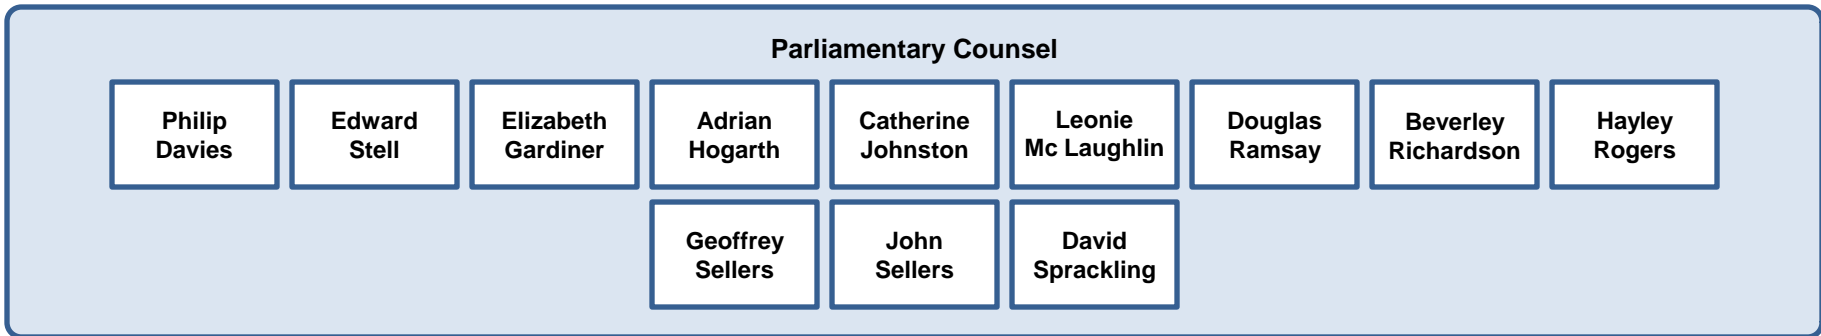 Parliamentary Counsel
Philip
Davies
Edward
Stell
Elizabeth
Gardiner
Adrian
Hogarth
Catherine
Johnston
Leonie
Mc Laughlin
Douglas
Ramsay
Beverley
Richardson
Hayley
Rogers
Geoffrey
Sellers
John
Sellers
David
Sprackling